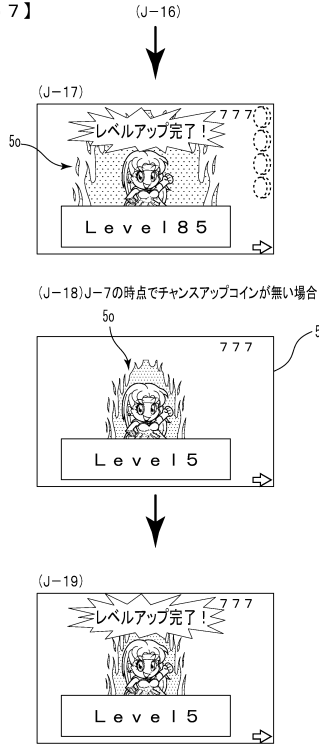 ７】
(J-16)
(J-17)
777
レベルアップ完了！
5o
Level85
(J-18)J-7の時点でチャンスアップコインが無い場合
5o
5
777
Level5
(J-19)
777
レベルアップ完了！
Level5